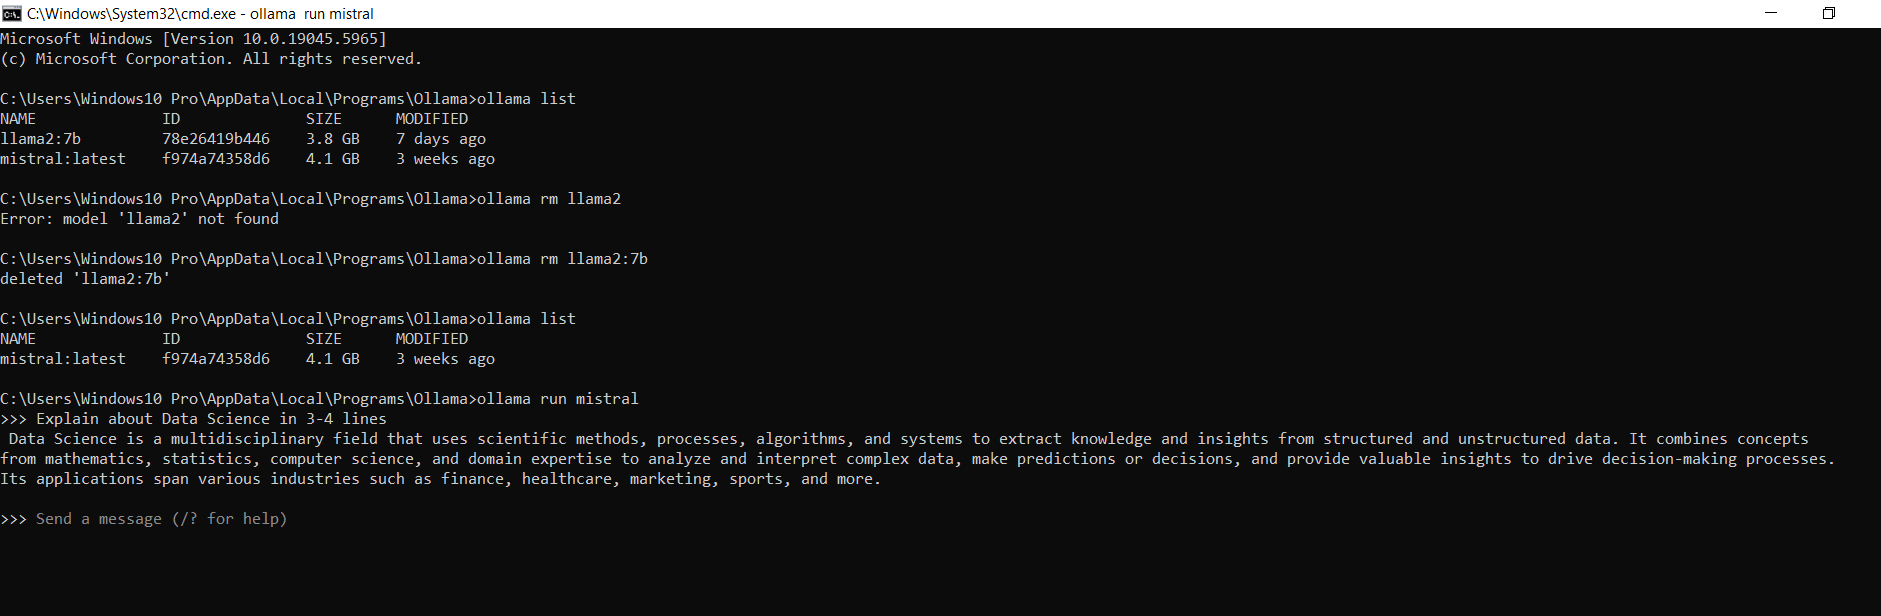 C:\Windows\System32\cmd.exe - ollama  run mistral
Microsoft Windows [Version 10.0.19045.5965]
(c) Microsoft Corporation. All rights reserved.
C:\Users\Windows10 Pro\AppData\Local\Programs\Ollama>ollama list
NAME              ID              SIZE      MODIFIED
llama2:7b         78e26419b446    3.8 GB    7 days ago
mistral:latest    f974a74358d6    4.1 GB    3 weeks ago
C:\Users\Windows10 Pro\AppData\Local\Programs\Ollama>ollama rm llama2
Error: model 'llama2' not found
C:\Users\Windows10 Pro\AppData\Local\Programs\Ollama>ollama rm llama2:7b
deleted 'llama2:7b'
C:\Users\Windows10 Pro\AppData\Local\Programs\Ollama>ollama list
NAME              ID              SIZE      MODIFIED
mistral:latest    f974a74358d6    4.1 GB    3 weeks ago
C:\Users\Windows10 Pro\AppData\Local\Programs\Ollama>ollama run mistral
>>> Explain about Data Science in 3-4 lines
 Data Science is a multidisciplinary field that uses scientific methods, processes, algorithms, and systems to extract knowledge and insights from structured and unstructured data. It combines concepts
from mathematics, statistics, computer science, and domain expertise to analyze and interpret complex data, make predictions or decisions, and provide valuable insights to drive decision-making processes.
Its applications span various industries such as finance, healthcare, marketing, sports, and more.
>>> Send a message (/? for help)